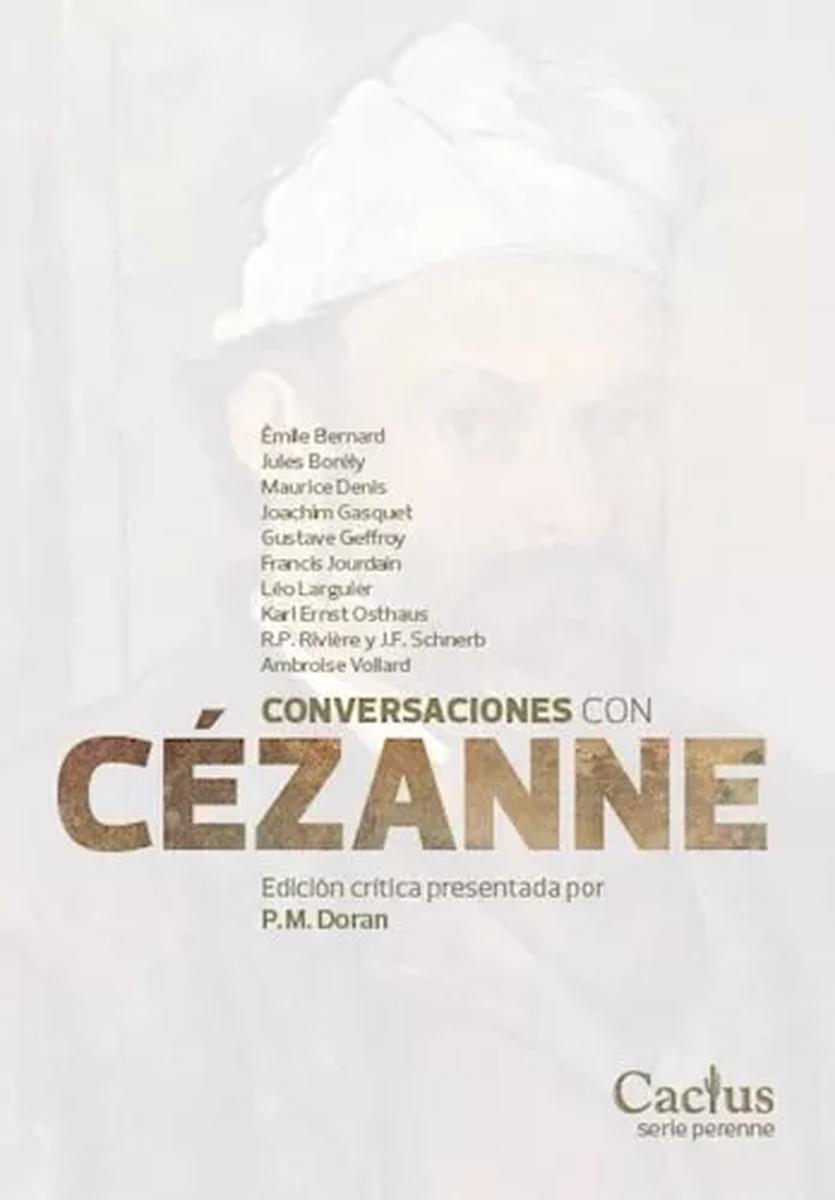 Émile Bernard
Jules Borély
Maurice Denis
Joachim Gasquet
Gustave Geffroy
Francis Jourdain
Léo Larguier
Karl Ernst Osthaus
R.P. Rivière y J.F. Schnerb
Ambroise Vollard
CONVERSACIONES CON
CÉZANNE
Edición crítica presentada por
P.M. Doran
Cactus
serie perenne